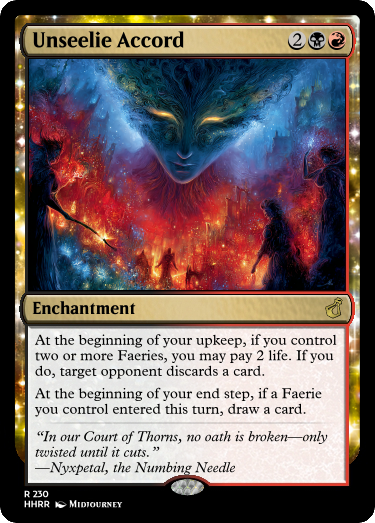 Unseelie Accord 2
Enchantment
At the beginning of your upkeep, if you control
two or more Faeries, you may pay 2 life. If you
do, target opponent discards a card.
At the beginning of your end step, if a Faerie
you control entered this turn, draw a card.
“In our Court of Thorns, no oath is broken—only
twisted until it cuts.”
—Nyxpetal, the Numbing Needle
R 230
HHRR MIDJOURNEY